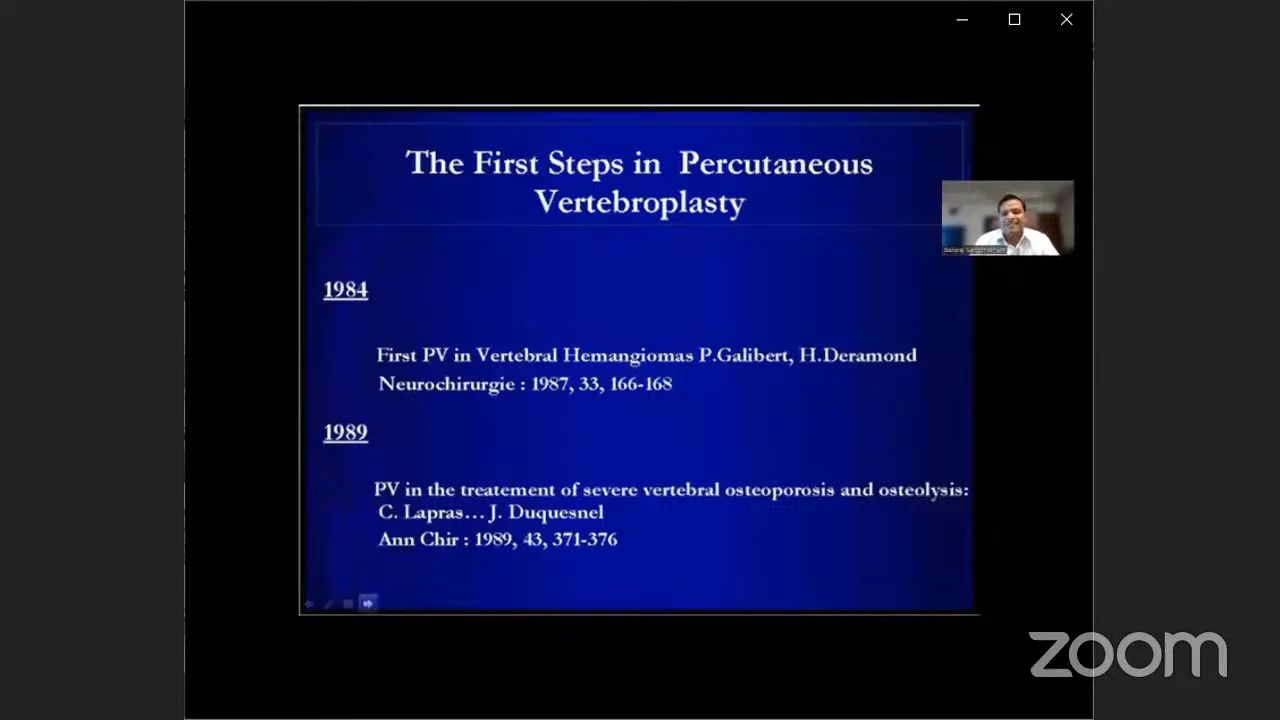 The First Steps in Percutaneous
Vertebroplasty
1984
First PV in Vertebral Hemangiomas P.Galibert, H.Deramond
Neurochirurgie : 1987, 33, 166-168
1989
PV in the treatement of severe vertebral osteoporosis and osteolysis:
C. Lapras... J. Duquesnel
Ann Chir : 1989, 43, 371-376
zoom